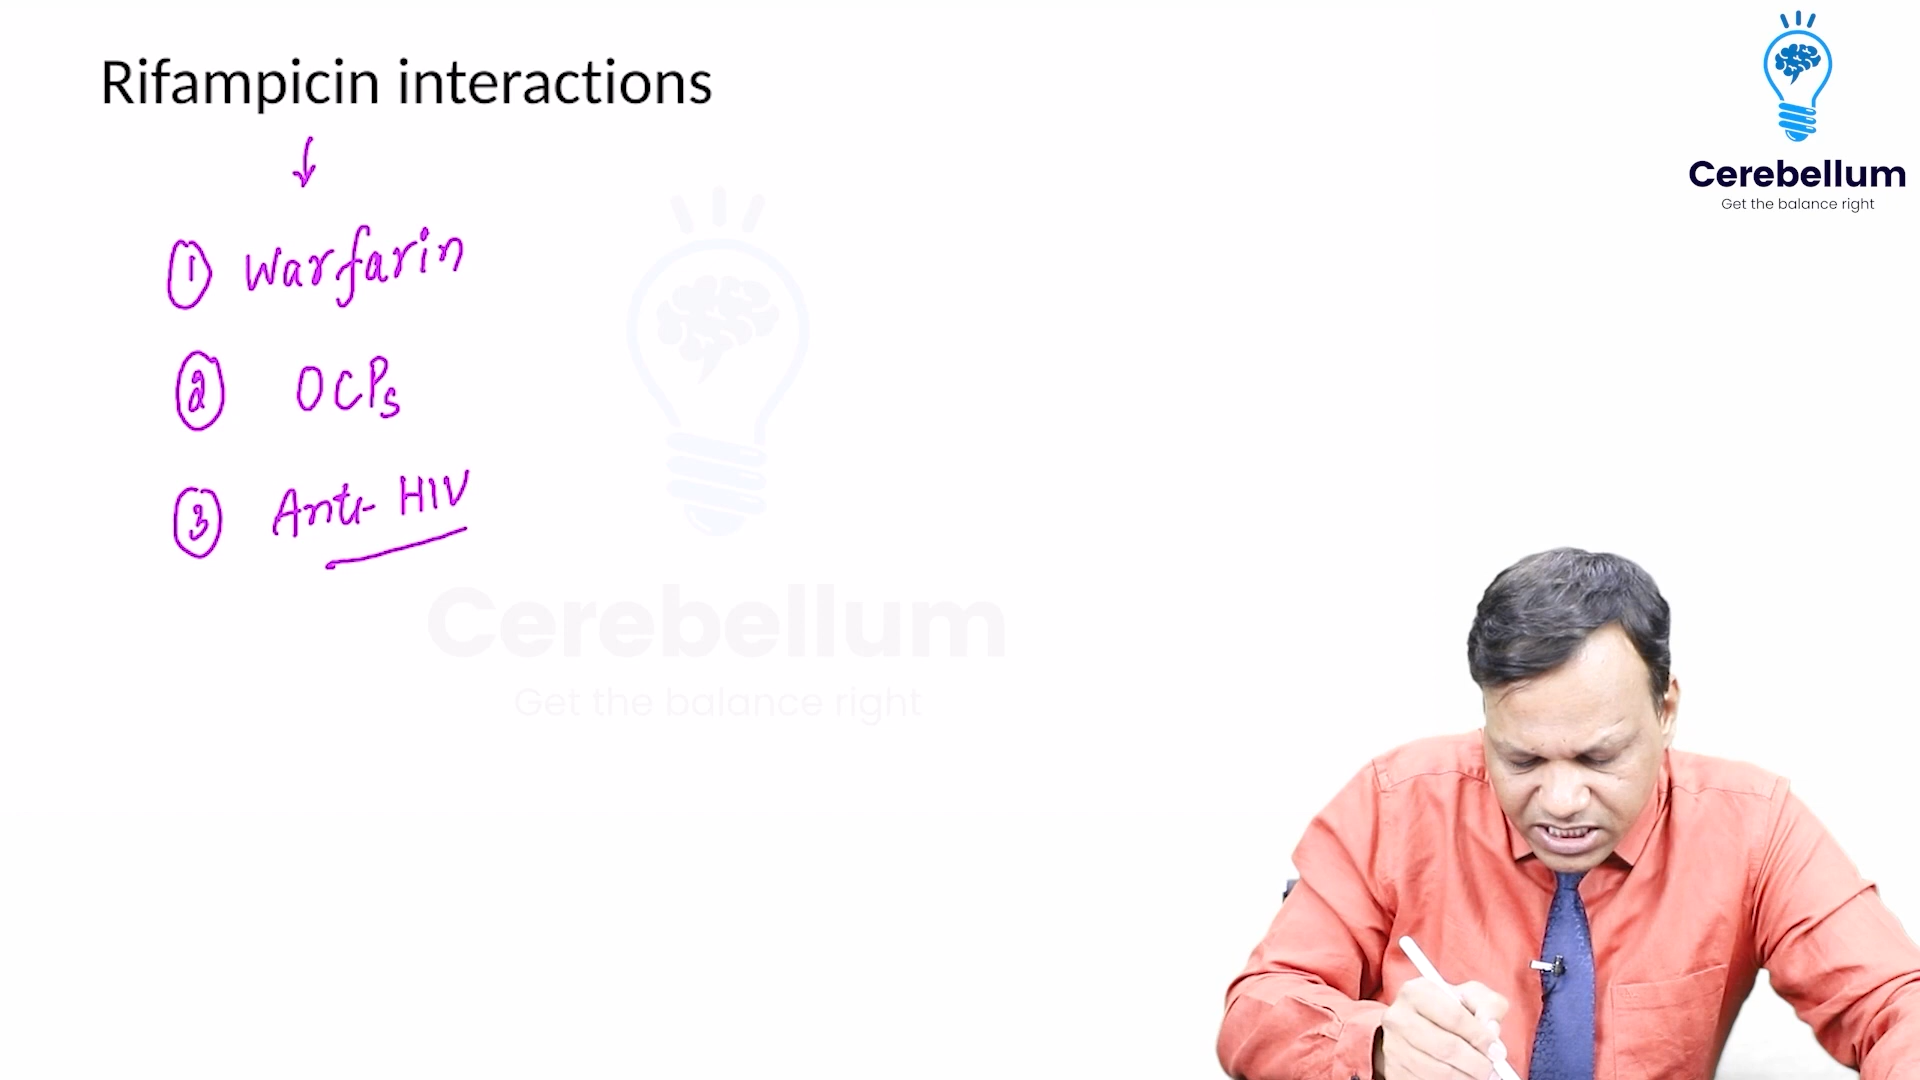 Rifampicin interactions
① Warfarin
② OCPs
③ Anti-HIV
Cerebellum
Get the balance right
Cerebellum
Get the balance right